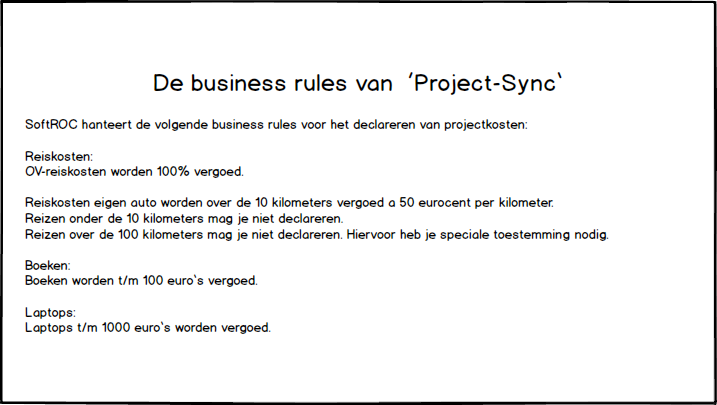 De business rules van 'Project-Sync`
SoftROC hanteert de volgende business rules voor het declareren van projectkosten:
Reiskosten:
OV-reiskosten worden 100% vergoed.
Reiskosten eigen auto worden over de 10 kilometers vergoed a 50 eurocent per kilometer.
Reizen onder de 10 kilometers mag je niet declareren.
Reizen over de 100 kilometers mag je niet declareren. Hiervoor heb je speciale toestemming nodig.
Boeken:
Boeken worden t/m 100 euro`s vergoed.
Laptops:
Laptops t/m 1000 euro`s worden vergoed.